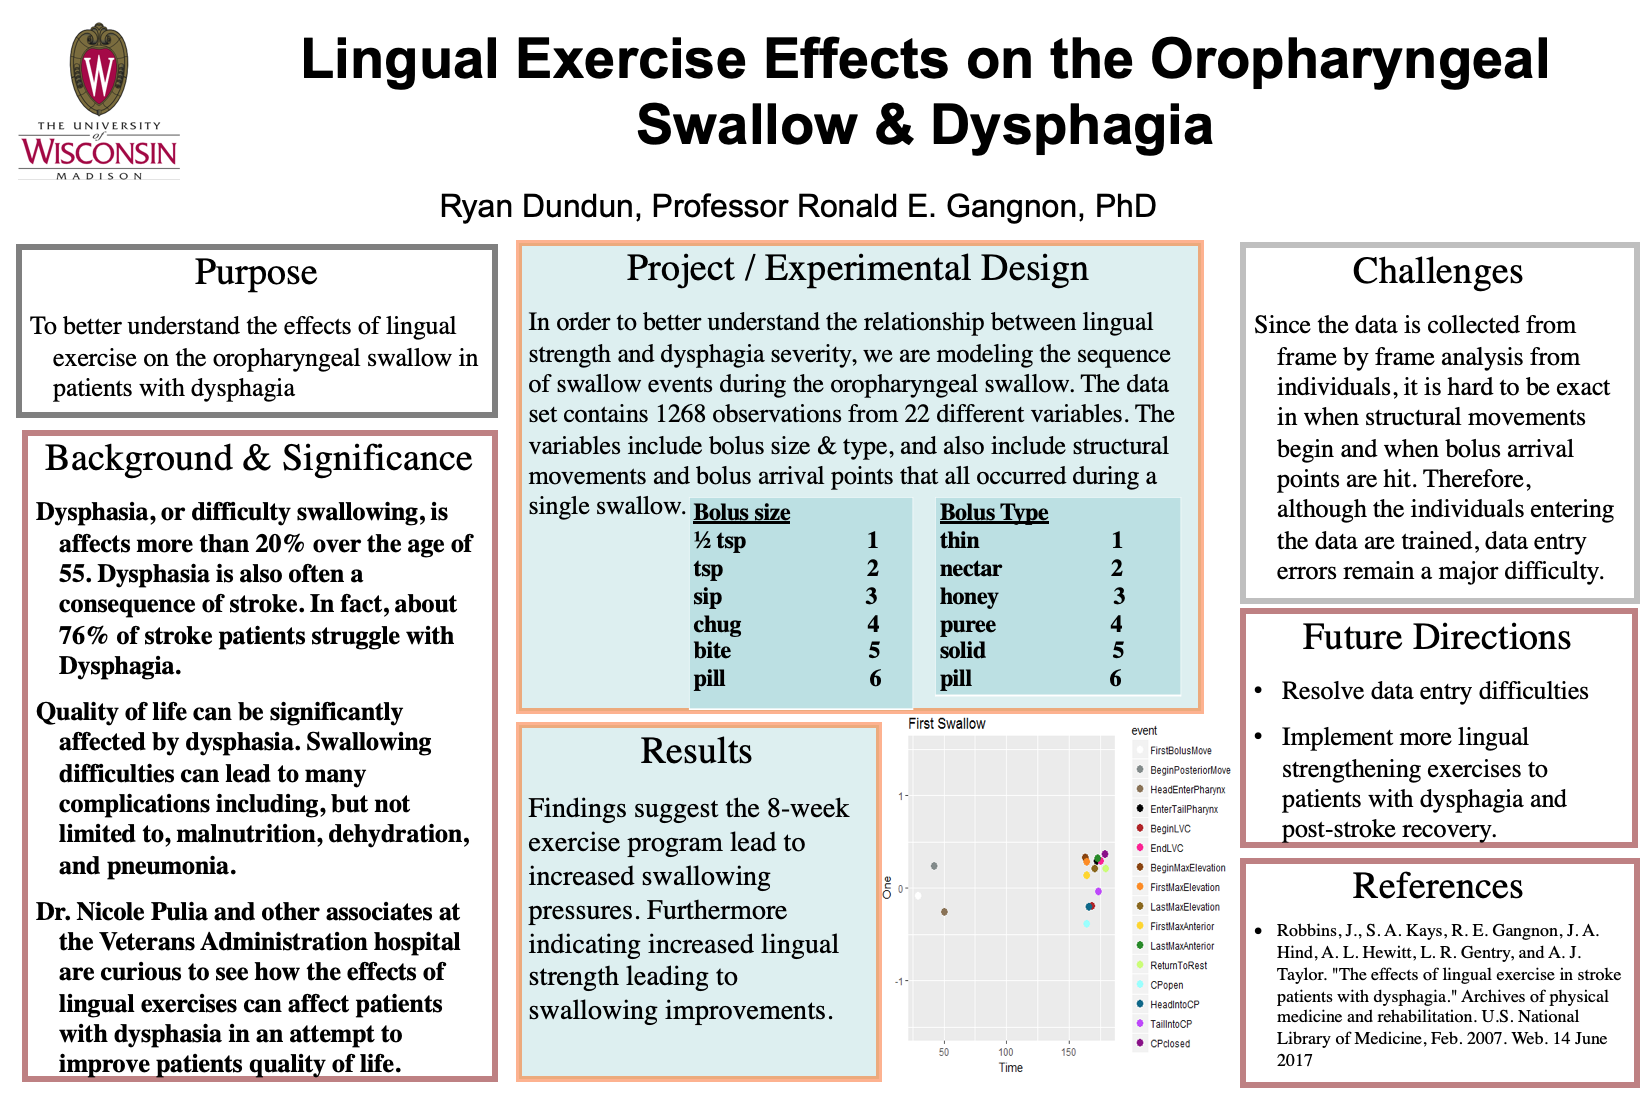 THE UNIVERSITY
of
WISCONSIN
MADISON
Lingual Exercise Effects on the Oropharyngeal
Swallow & Dysphagia
Ryan Dundun, Professor Ronald E. Gangnon, PhD
Purpose
To better understand the effects of lingual
exercise on the oropharyngeal swallow in
patients with dysphagia
Background & Significance
Dysphasia, or difficulty swallowing, is
affects more than 20% over the age of
55. Dysphasia is also often a
consequence of stroke. In fact, about
76% of stroke patients struggle with
Dysphagia.
Quality of life can be significantly
affected by dysphasia. Swallowing
difficulties can lead to many
complications including, but not
limited to, malnutrition, dehydration,
and pneumonia.
Dr. Nicole Pulia and other associates at
the Veterans Administration hospital
are curious to see how the effects of
lingual exercises can affect patients
with dysphasia in an attempt to
improve patients quality of life.
Project / Experimental Design
In order to better understand the relationship between lingual
strength and dysphagia severity, we are modeling the sequence
of swallow events during the oropharyngeal swallow. The data
set contains 1268 observations from 22 different variables. The
variables include bolus size & type, and also include structural
movements and bolus arrival points that all occurred during a
single swallow.
Bolus size
½ tsp 1
tsp 2
sip 3
chug 4
bite 5
pill 6
Bolus Type
thin 1
nectar 2
honey 3
puree 4
solid 5
pill 6
Results
Findings suggest the 8-week
exercise program lead to
increased swallowing
pressures. Furthermore
indicating increased lingual
strength leading to
swallowing improvements.
First Swallow
One
1
0
-1
50 100 150
Time
event
FirstBolusMove
BeginPosteriorMove
HeadEnterPharynx
EnterTailPharynx
BeginLVC
EndLVC
BeginMaxElevation
FirstMaxElevation
LastMaxElevation
FirstMaxAnterior
LastMaxAnterior
ReturnToRest
CPopen
HeadIntoCP
TailIntoCP
CPclosed
Challenges
Since the data is collected from
frame by frame analysis from
individuals, it is hard to be exact
in when structural movements
begin and when bolus arrival
points are hit. Therefore,
although the individuals entering
the data are trained, data entry
errors remain a major difficulty.
Future Directions
• Resolve data entry difficulties
• Implement more lingual
strengthening exercises to
patients with dysphagia and
post-stroke recovery.
References
• Robbins, J., S. A. Kays, R. E. Gangnon, J. A.
Hind, A. L. Hewitt, L. R. Gentry, and A. J.
Taylor. "The effects of lingual exercise in stroke
patients with dysphagia." Archives of physical
medicine and rehabilitation. U.S. National
Library of Medicine, Feb. 2007. Web. 14 June
2017